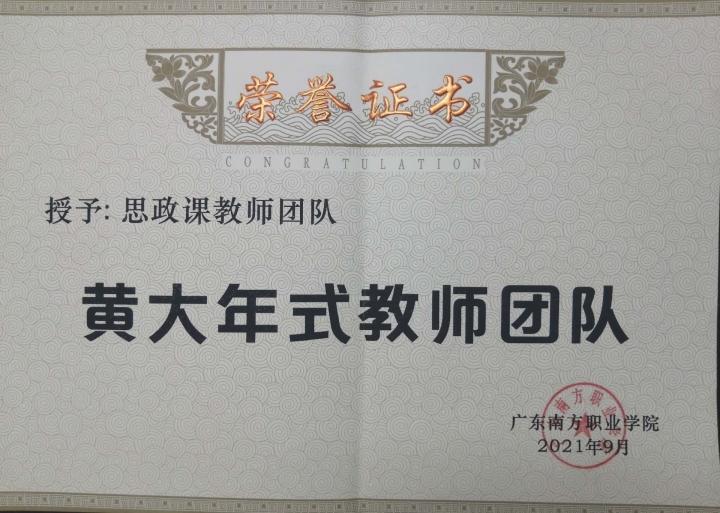 荣誉证书
CONGRATULATION
授予: 思政课教师团队
黄大年式教师团队
广东南方职业学院
2021年9月